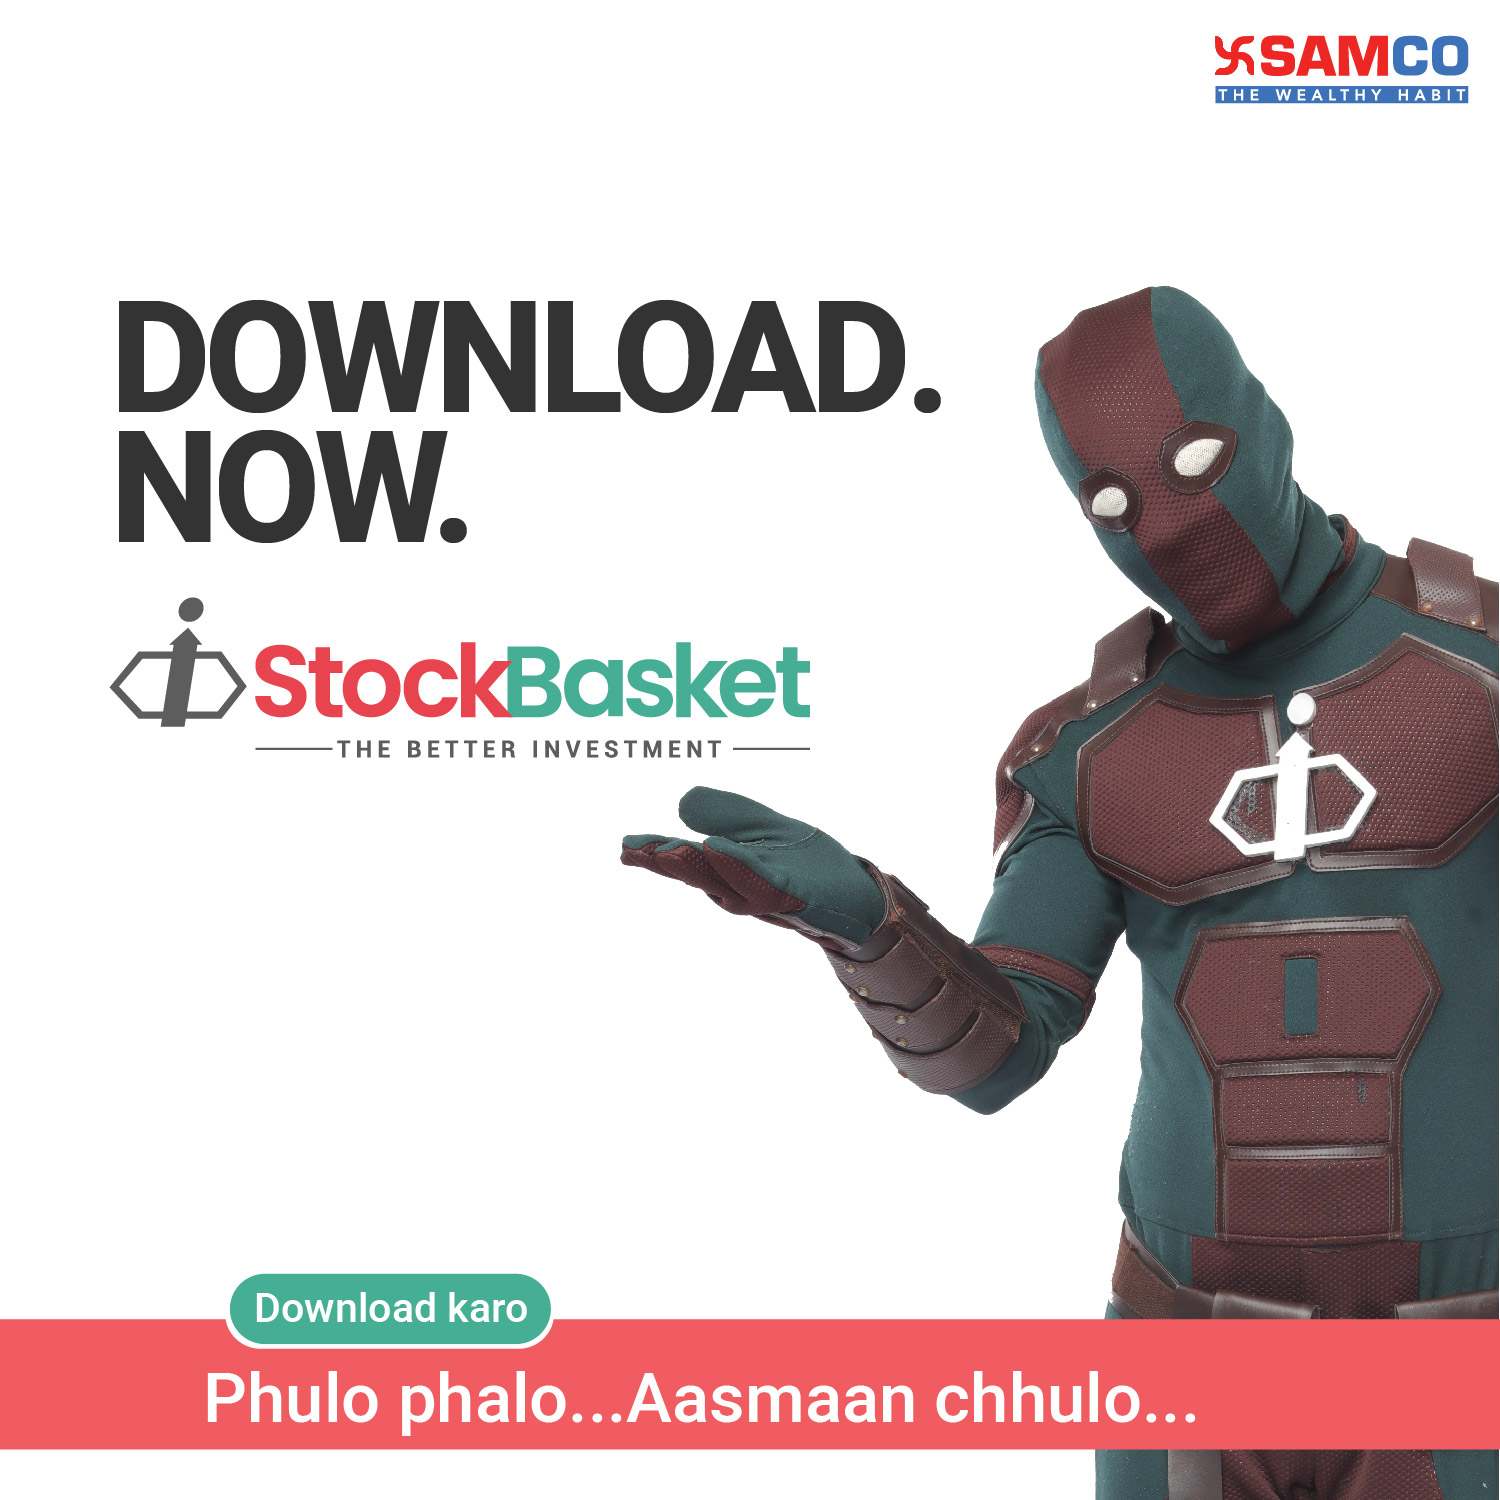 SAMCO
THE WEALTHY HABIT
DOWNLOAD.
NOW.
StockBasket
THE BETTER INVESTMENT
Download karo
Phulo phalo...Aasmaan chhulo...